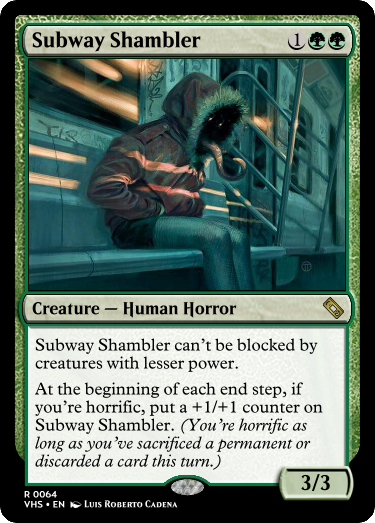 Subway Shambler 1
Creature — Human Horror
Subway Shambler can't be blocked by
creatures with lesser power.
At the beginning of each end step, if
you're horrific, put a +1/+1 counter on
Subway Shambler. (You're horrific as
long as you've sacrificed a permanent or
discarded a card this turn.)
3/3
R 0064
VHS • EN Luis Roberto Cadena